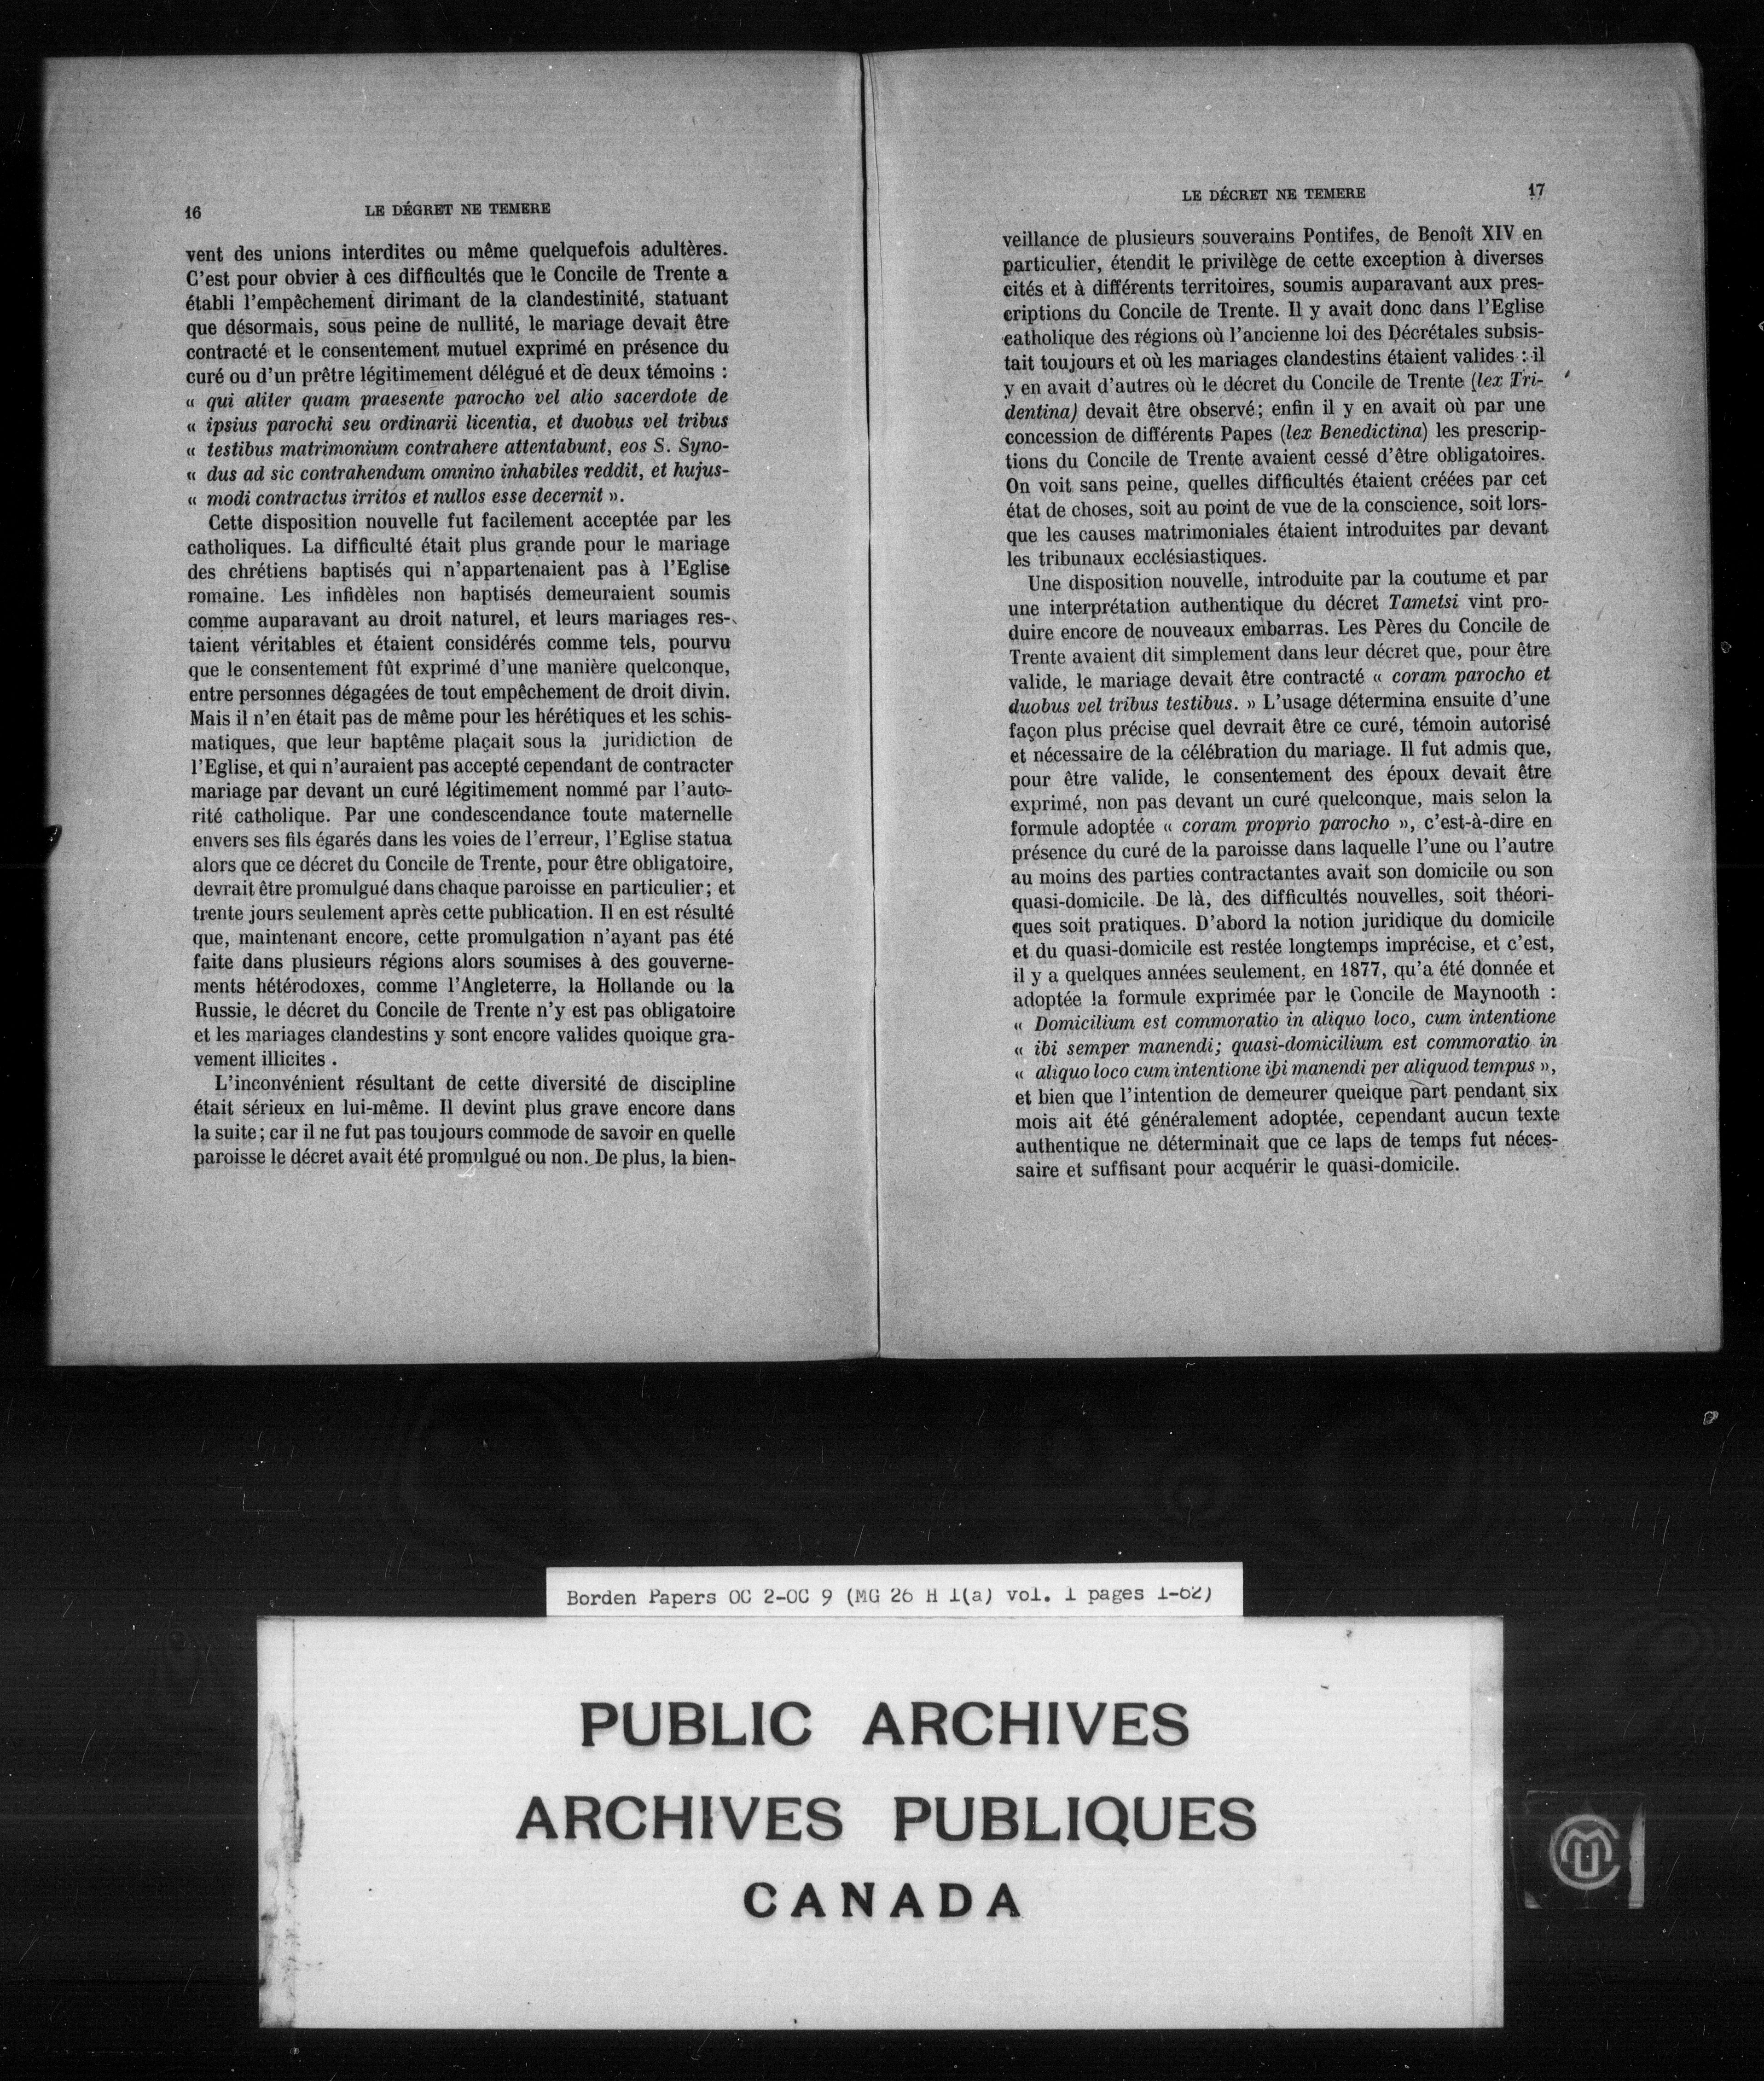 16
LE DÉCRET NE TEMERE
vent des unions interdites ou même quelquefois adultères.
C'est pour obvier à ces difficultés que le Concile de Trente a
établi l'empêchement dirimant de la clandestinité, statuant
que désormais, sous peine de nullité, le mariage devait être
contracté et le consentement mutuel exprimé en présence du
curé ou d'un prêtre légitimement délégué et de deux témoins :
« qui aliter quam praesente parocho vel alio sacerdote de
« ipsius parochi seu ordinarii licentia, et duobus vel tribus
« testibus matrimonium contrahere attentabunt, eos S. Syno-
« dus ad sic contrahendum omnino inhabiles reddit, et hujus-
« modi contractus irritos et nullos esse decernit ».
Cette disposition nouvelle fut facilement acceptée par les
catholiques. La difficulté était plus grande pour le mariage
des chrétiens baptisés qui n'appartenaient pas à l'Eglise
romaine. Les infidèles non baptisés demeuraient soumis
comme auparavant au droit naturel, et leurs mariages res-
taient véritables et étaient considérés comme tels, pourvu
que le consentement fût exprimé d'une manière quelconque,
entre personnes dégagées de tout empêchement de droit divin.
Mais il n'en était pas de même pour les hérétiques et les schis-
matiques, que leur baptême plaçait sous la juridiction de
l'Eglise, et qui n'auraient pas accepté cependant de contracter
mariage par devant un curé légitimement nommé par l'auto-
rité catholique. Par une condescendance toute maternelle
envers ses fils égarés dans les voies de l'erreur, l'Eglise statua
alors que ce décret du Concile de Trente, pour être obligatoire,
devrait être promulgué dans chaque paroisse en particulier; et
trente jours seulement après cette publication. Il en est résulté
que, maintenant encore, cette promulgation n'ayant pas été
faite dans plusieurs régions alors soumises à des gouverne-
ments hétérodoxes, comme l'Angleterre, la Hollande ou la
Russie, le décret du Concile de Trente n'y est pas obligatoire
et les mariages clandestins y sont encore valides quoique gra-
vement illicites .
L'inconvénient résultant de cette diversité de discipline
était sérieux en lui-même. Il devint plus grave encore dans
la suite; car il ne fut pas toujours commode de savoir en quelle
paroisse le décret avait été promulgué ou non. De plus, la bien-
LE DÉCRET NE TEMERE
17
veillance de plusieurs souverains Pontifes, de Benoît XIV en
particulier, étendit le privilège de cette exception à diverses
cités et à différents territoires, soumis auparavant aux pres-
criptions du Concile de Trente. Il y avait donc dans l'Eglise
catholique des régions où l'ancienne loi des Décrétales subsis-
tait toujours et où les mariages clandestins étaient valides : il
y en avait d'autres où le décret du Concile de Trente (lex Tri-
dentina) devait être observé; enfin il y en avait où par une
concession de différents Papes (lex Benedictina) les prescrip-
tions du Concile de Trente avaient cessé d'être obligatoires.
On voit sans peine, quelles difficultés étaient créées par cet
état de choses, soit au point de vue de la conscience, soit lors-
que les causes matrimoniales étaient introduites par devant
les tribunaux ecclésiastiques.
Une disposition nouvelle, introduite par la coutume et par
une interprétation authentique du décret Tametsi vint pro-
duire encore de nouveaux embarras. Les Pères du Concile de
Trente avaient dit simplement dans leur décret que, pour être
valide, le mariage devait être contracté « coram parocho et
duobus vel tribus testibus. » L'usage détermina ensuite d'une
façon plus précise quel devrait être ce curé, témoin autorisé
et nécessaire de la célébration du mariage. Il fut admis que,
pour être valide, le consentement des époux devait être
exprimé, non pas devant un curé quelconque, mais selon la
formule adoptée « coram proprio parocho », c'est-à-dire en
présence du curé de la paroisse dans laquelle l'une ou l'autre
au moins des parties contractantes avait son domicile ou son
quasi-domicile. De là, des difficultés nouvelles, soit théori-
ques soit pratiques. D'abord la notion juridique du domicile
et du quasi-domicile est restée longtemps imprécise, et c'est,
il y a quelques années seulement, en 1877, qu'a été donnée et
adoptée la formule exprimée par le Concile de Maynooth :
« Domicilium est commoratio in aliquo loco, cum intentione
« ibi semper manendi; quasi-domicilium est commoratio in
« aliquo loco cum intentione ibi manendi per aliquod tempus »,
et bien que l'intention de demeurer quelque part pendant six
mois ait été généralement adoptée, cependant aucun texte
authentique ne déterminait que ce laps de temps fut néces-
saire et suffisant pour acquérir le quasi-domicile.
Borden Papers OC 2-OC 9 (MG 26 H 1(a) vol. 1 pages 1-62)
PUBLIC ARCHIVES
ARCHIVES PUBLIQUES
CANADA